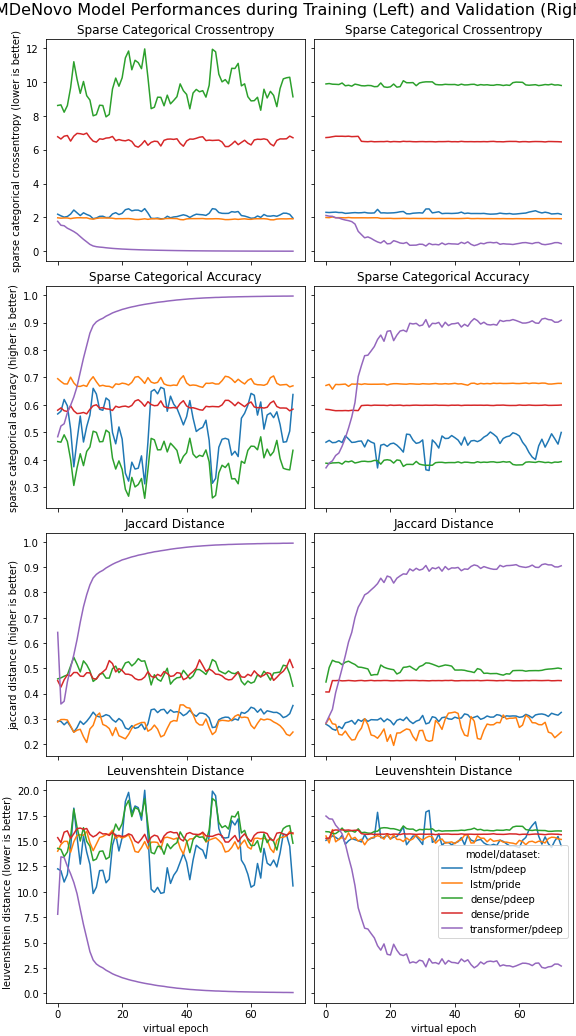 MDeNovo Model Performances during Training (Left) and Validation (Righ
Sparse Categorical Crossentropy Sparse Categorical Crossentropy
sparse categorical crossentropy (lower is better)
12
10
8
6
4
2
0
Sparse Categorical Accuracy Sparse Categorical Accuracy
sparse categorical accuracy (higher is better)
1.0
0.9
0.8
0.7
0.6
0.5
0.4
0.3
Jaccard Distance Jaccard Distance
jaccard distance (higher is better)
1.0
0.9
0.8
0.7
0.6
0.5
0.4
0.3
0.2
Leuvenshtein Distance Leuvenshtein Distance
leuvenshtein distance (lower is better)
20.0
17.5
15.0
12.5
10.0
7.5
5.0
2.5
0.0
model/dataset:
lstm/pdeep
lstm/pride
dense/pdeep
dense/pride
transformer/pdeep
0 20 40 60 0 20 40 60
virtual epoch virtual epoch